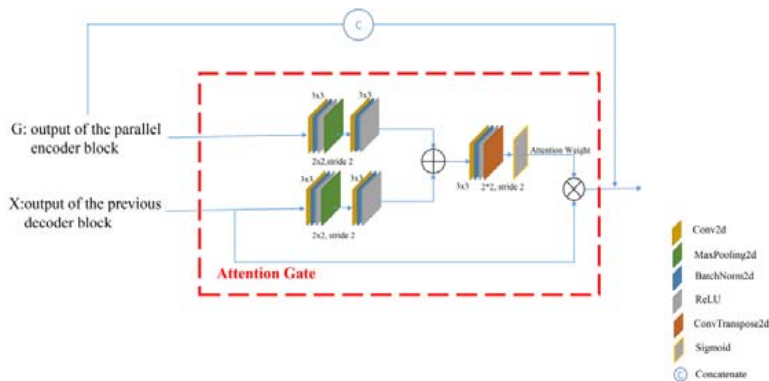 C
3x3
3x3
G: output of the parallel
encoder block
2x2,stride 2
Attention Weight
3x3
3x3
3x3
2*2, stride 2
X:output of the previous
decoder block
2x2, stride 2
Attention Gate
Conv2d
MaxPooling2d
BatchNorm2d
ReLU
ConvTranspose2d
Sigmoid
C
Concatenate